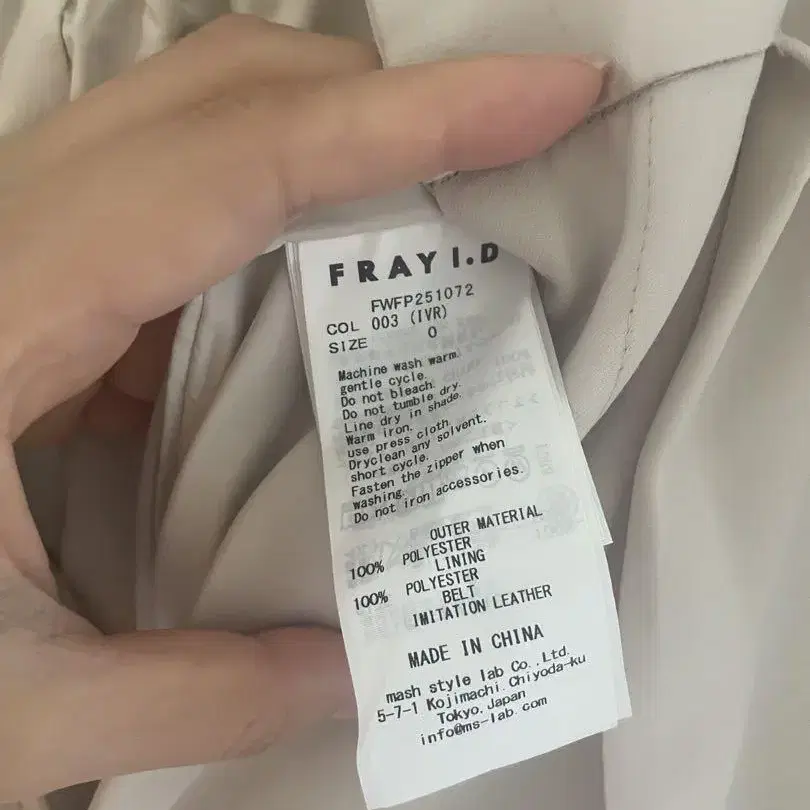 FRAY I.D
FWFP251072
COL 003 (IVR)
SIZE 0
Machine wash warm.
gentle cycle.
Do not bleach.
Do not tumble dry.
Line dry in shade.
Warm iron.
use press cloth.
Dryclean any solvent.
short cycle.
Fasten the zipper when
washing.
Do not iron accessories.
OUTER MATERIAL
100% POLYESTER
LINING
100% POLYESTER
BELT
IMITATION LEATHER
MADE IN CHINA
mash style lab Co.,Ltd.
5-7-1 Kojimachi.Chiyoda-ku
Tokyo.Japan
info@ms-lab.com